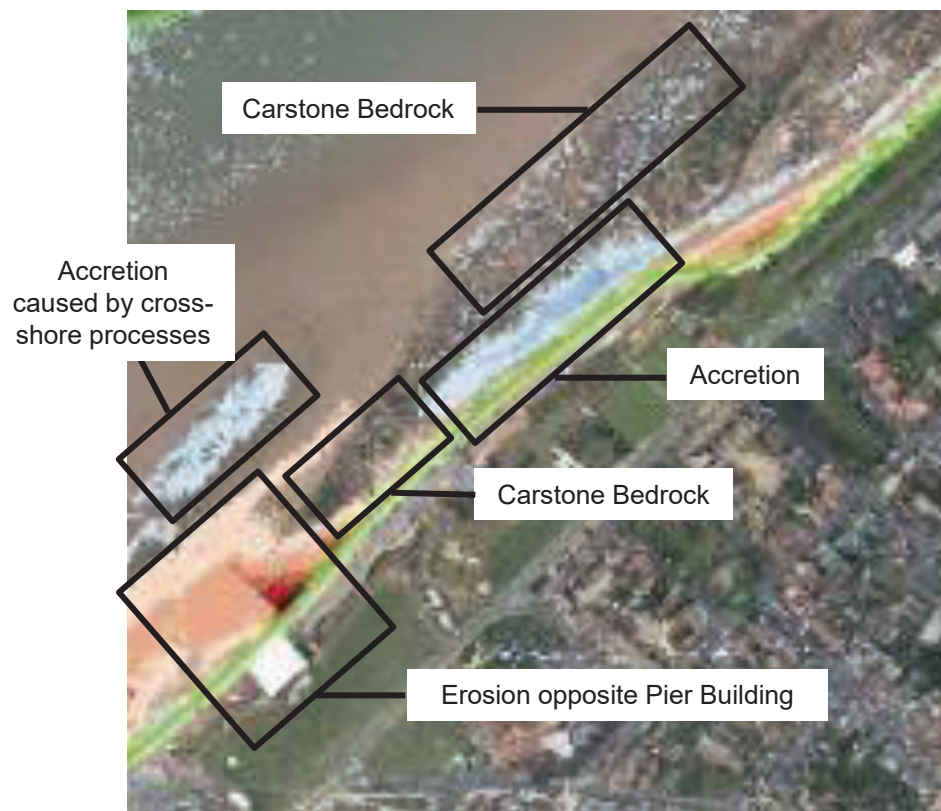 Carstone Bedrock
Accretion
caused by cross-
shore processes
Accretion
Carstone Bedrock
Erosion opposite Pier Building